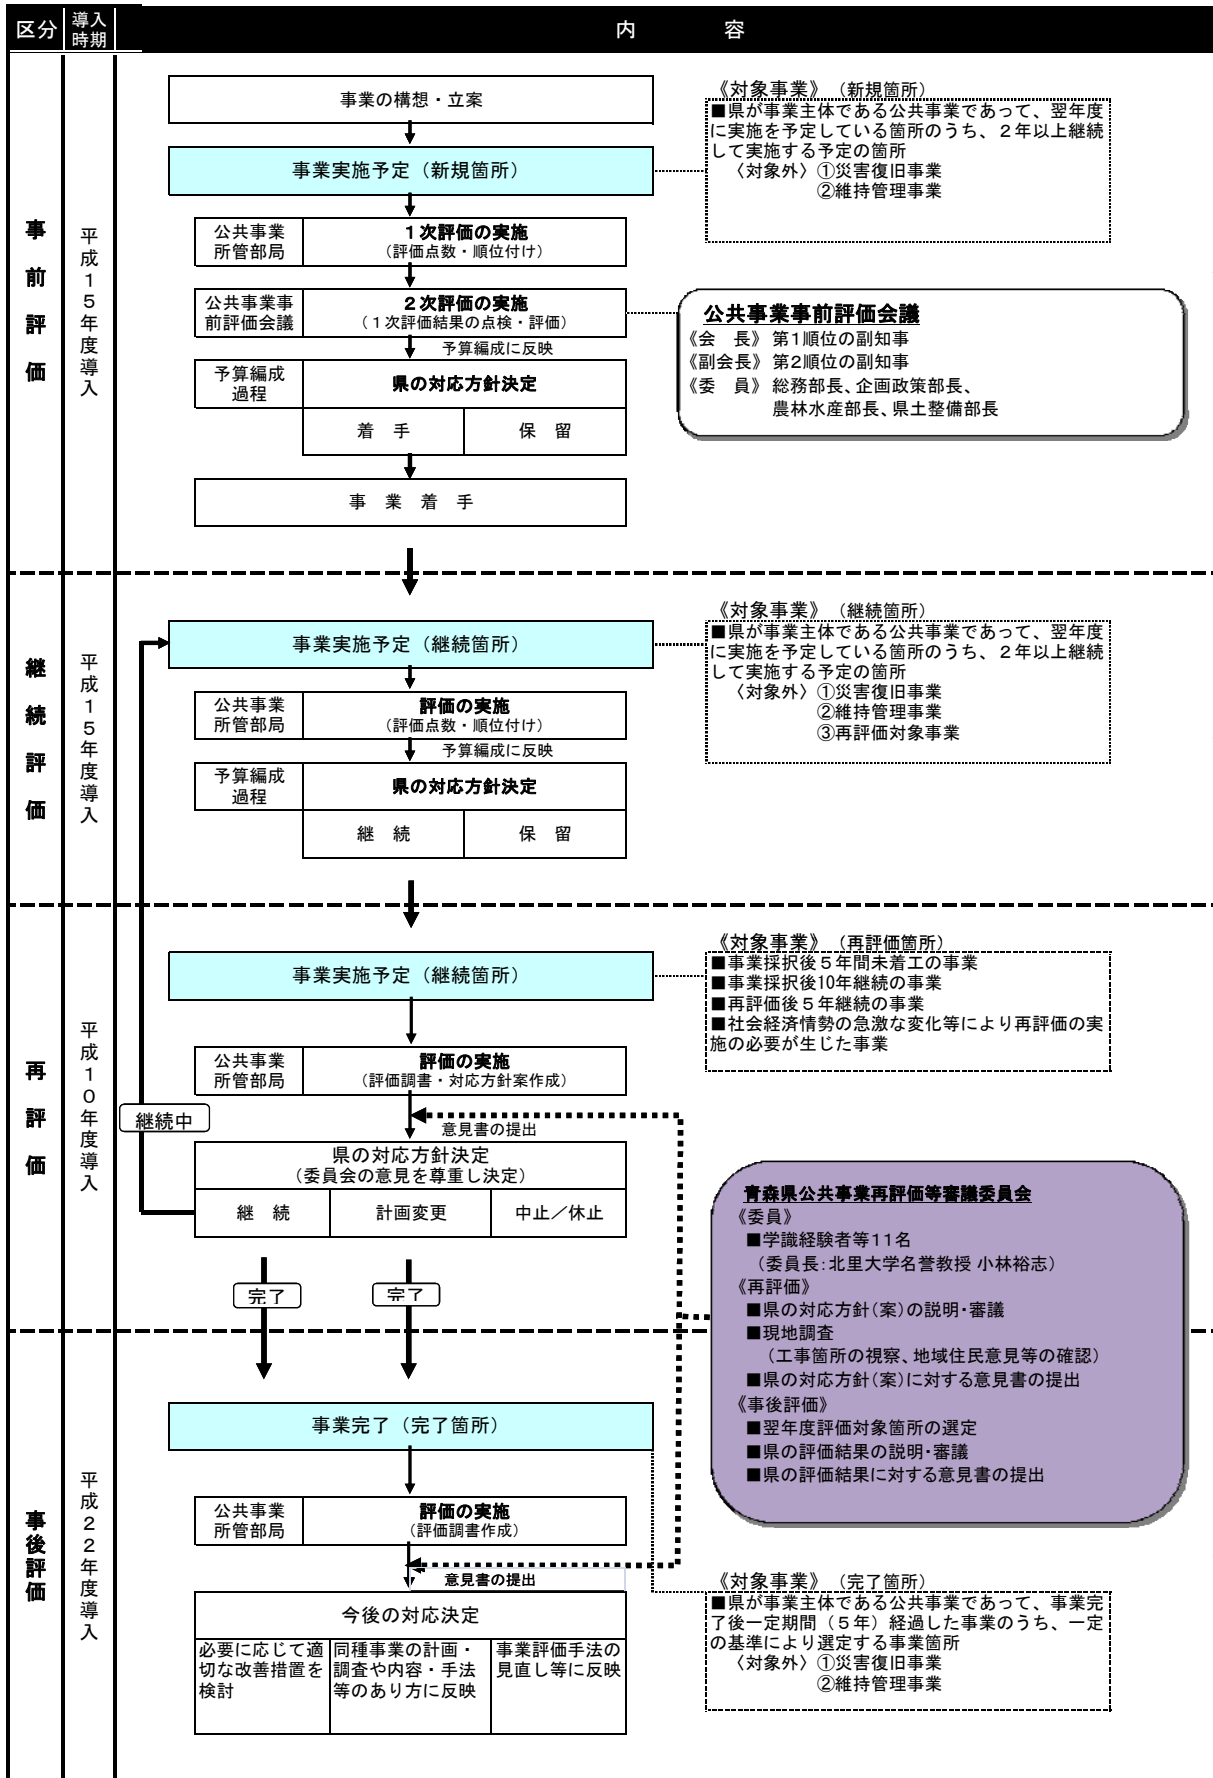 区分
導入
時期
内　容
事前評価
平成１５年度導入
事業の構想・立案
事業実施予定（新規箇所）
公共事業
所管部局
１次評価の実施
（評価点数・順位付け）
公共事業事
前評価会議
２次評価の実施
（１次評価結果の点検・評価）
予算編成に反映
予算編成
過程
県の対応方針決定
着　手
保　留
事　業　着　手
《対象事業》（新規箇所）
■県が事業主体である公共事業であって、翌年度
に実施を予定している箇所のうち、２年以上継続
して実施する予定の箇所
〈対象外〉①災害復旧事業
②維持管理事業
公共事業事前評価会議
《会　長》 第1順位の副知事
《副会長》 第2順位の副知事
《委　員》 総務部長、企画政策部長、
農林水産部長、県土整備部長
継続評価
平成１５年度導入
事業実施予定（継続箇所）
公共事業
所管部局
評価の実施
（評価点数・順位付け）
予算編成に反映
予算編成
過程
県の対応方針決定
継　続
保　留
《対象事業》（継続箇所）
■県が事業主体である公共事業であって、翌年度
に実施を予定している箇所のうち、２年以上継続
して実施する予定の箇所
〈対象外〉①災害復旧事業
②維持管理事業
③再評価対象事業
再評価
平成１０年度導入
事業実施予定（継続箇所）
公共事業
所管部局
評価の実施
（評価調書・対応方針案作成）
意見書の提出
継続中
県の対応方針決定
（委員会の意見を尊重し決定）
継　続
計画変更
中止／休止
完了
完了
《対象事業》（再評価箇所）
■事業採択後５年間未着工の事業
■事業採択後10年継続の事業
■再評価後５年継続の事業
■社会経済情勢の急激な変化等により再評価の実
施の必要が生じた事業
青森県公共事業再評価等審議委員会
《委員》
■学識経験者等11名
（委員長：北里大学名誉教授 小林裕志）
《再評価》
■県の対応方針（案）の説明・審議
■現地調査
（工事箇所の視察、地域住民意見等の確認）
■県の対応方針（案）に対する意見書の提出
《事後評価》
■翌年度評価対象箇所の選定
■県の評価結果の説明・審議
■県の評価結果に対する意見書の提出
事後評価
平成２２年度導入
事業完了（完了箇所）
公共事業
所管部局
評価の実施
（評価調書作成）
意見書の提出
今後の対応決定
必要に応じて適
切な改善措置を
検討
同種事業の計画・
調査や内容・手法
等のあり方に反映
事業評価手法の
見直し等に反映
《対象事業》（完了箇所）
■県が事業主体である公共事業であって、事業完
了後一定期間（５年）経過した事業のうち、一定
の基準により選定する事業箇所
〈対象外〉①災害復旧事業
②維持管理事業